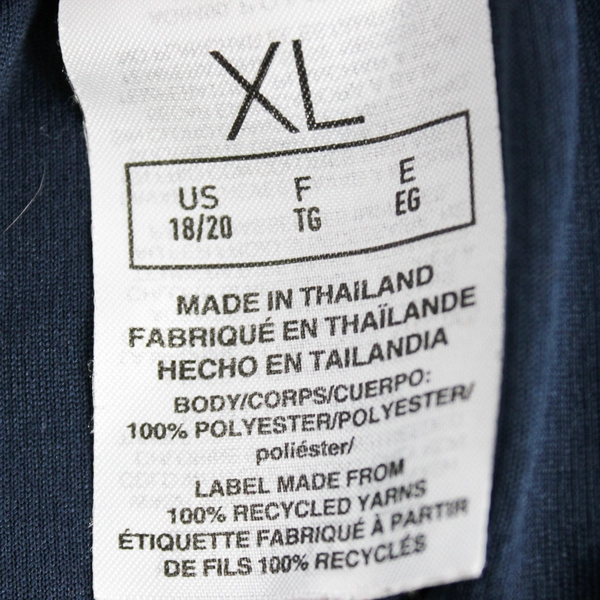 XL
US F E
18/20 TG EG
MADE IN THAILAND
FABRIQUÉ EN THAÏLANDE
HECHO EN TAILANDIA
BODY/CORPS/CUERPO:
100% POLYESTER/POLYESTER/
poliéster/
LABEL MADE FROM
100% RECYCLED YARNS
ÉTIQUETTE FABRIQUÉ À PARTIR
DE FILS 100% RECYCLÉS